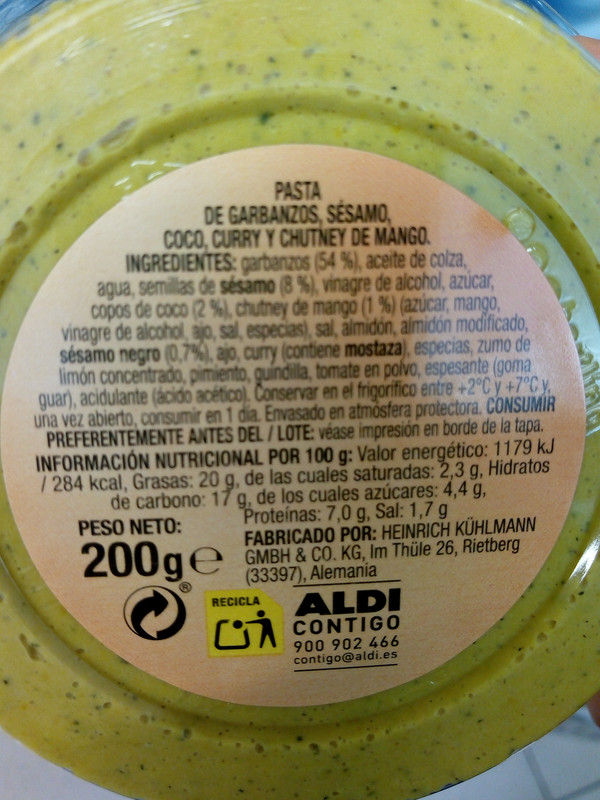 PASTA
DE GARBANZOS, SÉSAMO,
COCO, CURRY Y CHUTNEY DE MANGO.
INGREDIENTES: garbanzos (54 %), aceite de colza,
agua, semillas de sésamo (8 %), vinagre de alcohol, azúcar,
copos de coco (2 %), chutney de mango (1 %) (azúcar, mango,
vinagre de alcohol, ajo, sal, especias), sal, almidón, almidón modificado,
sésamo negro (0,7%), ajo, curry (contiene mostaza), especias, zumo de
limón concentrado, pimiento, guindilla, tomate en polvo, espesante (goma
guar), acidulante (ácido acético). Conservar en el frigorífico entre +2°C y +7°C y,
una vez abierto, consumir en 1 día. Envasado en atmósfera protectora. CONSUMIR
PREFERENTEMENTE ANTES DEL / LOTE: véase impresión en borde de la tapa.
INFORMACIÓN NUTRICIONAL POR 100 g: Valor energético: 1179 kJ
/ 284 kcal, Grasas: 20 g, de las cuales saturadas: 2,3 g, Hidratos
de carbono: 17 g, de los cuales azúcares: 4,4 g,
Proteínas: 7,0 g, Sal: 1,7 g
PESO NETO:
200g e
FABRICADO POR: HEINRICH KÜHLMANN
GMBH & CO. KG, Im Thüle 26, Rietberg
(33397), Alemania
®
RECICLA
ALDI
CONTIGO
900 902 466
contigo@aldi.es